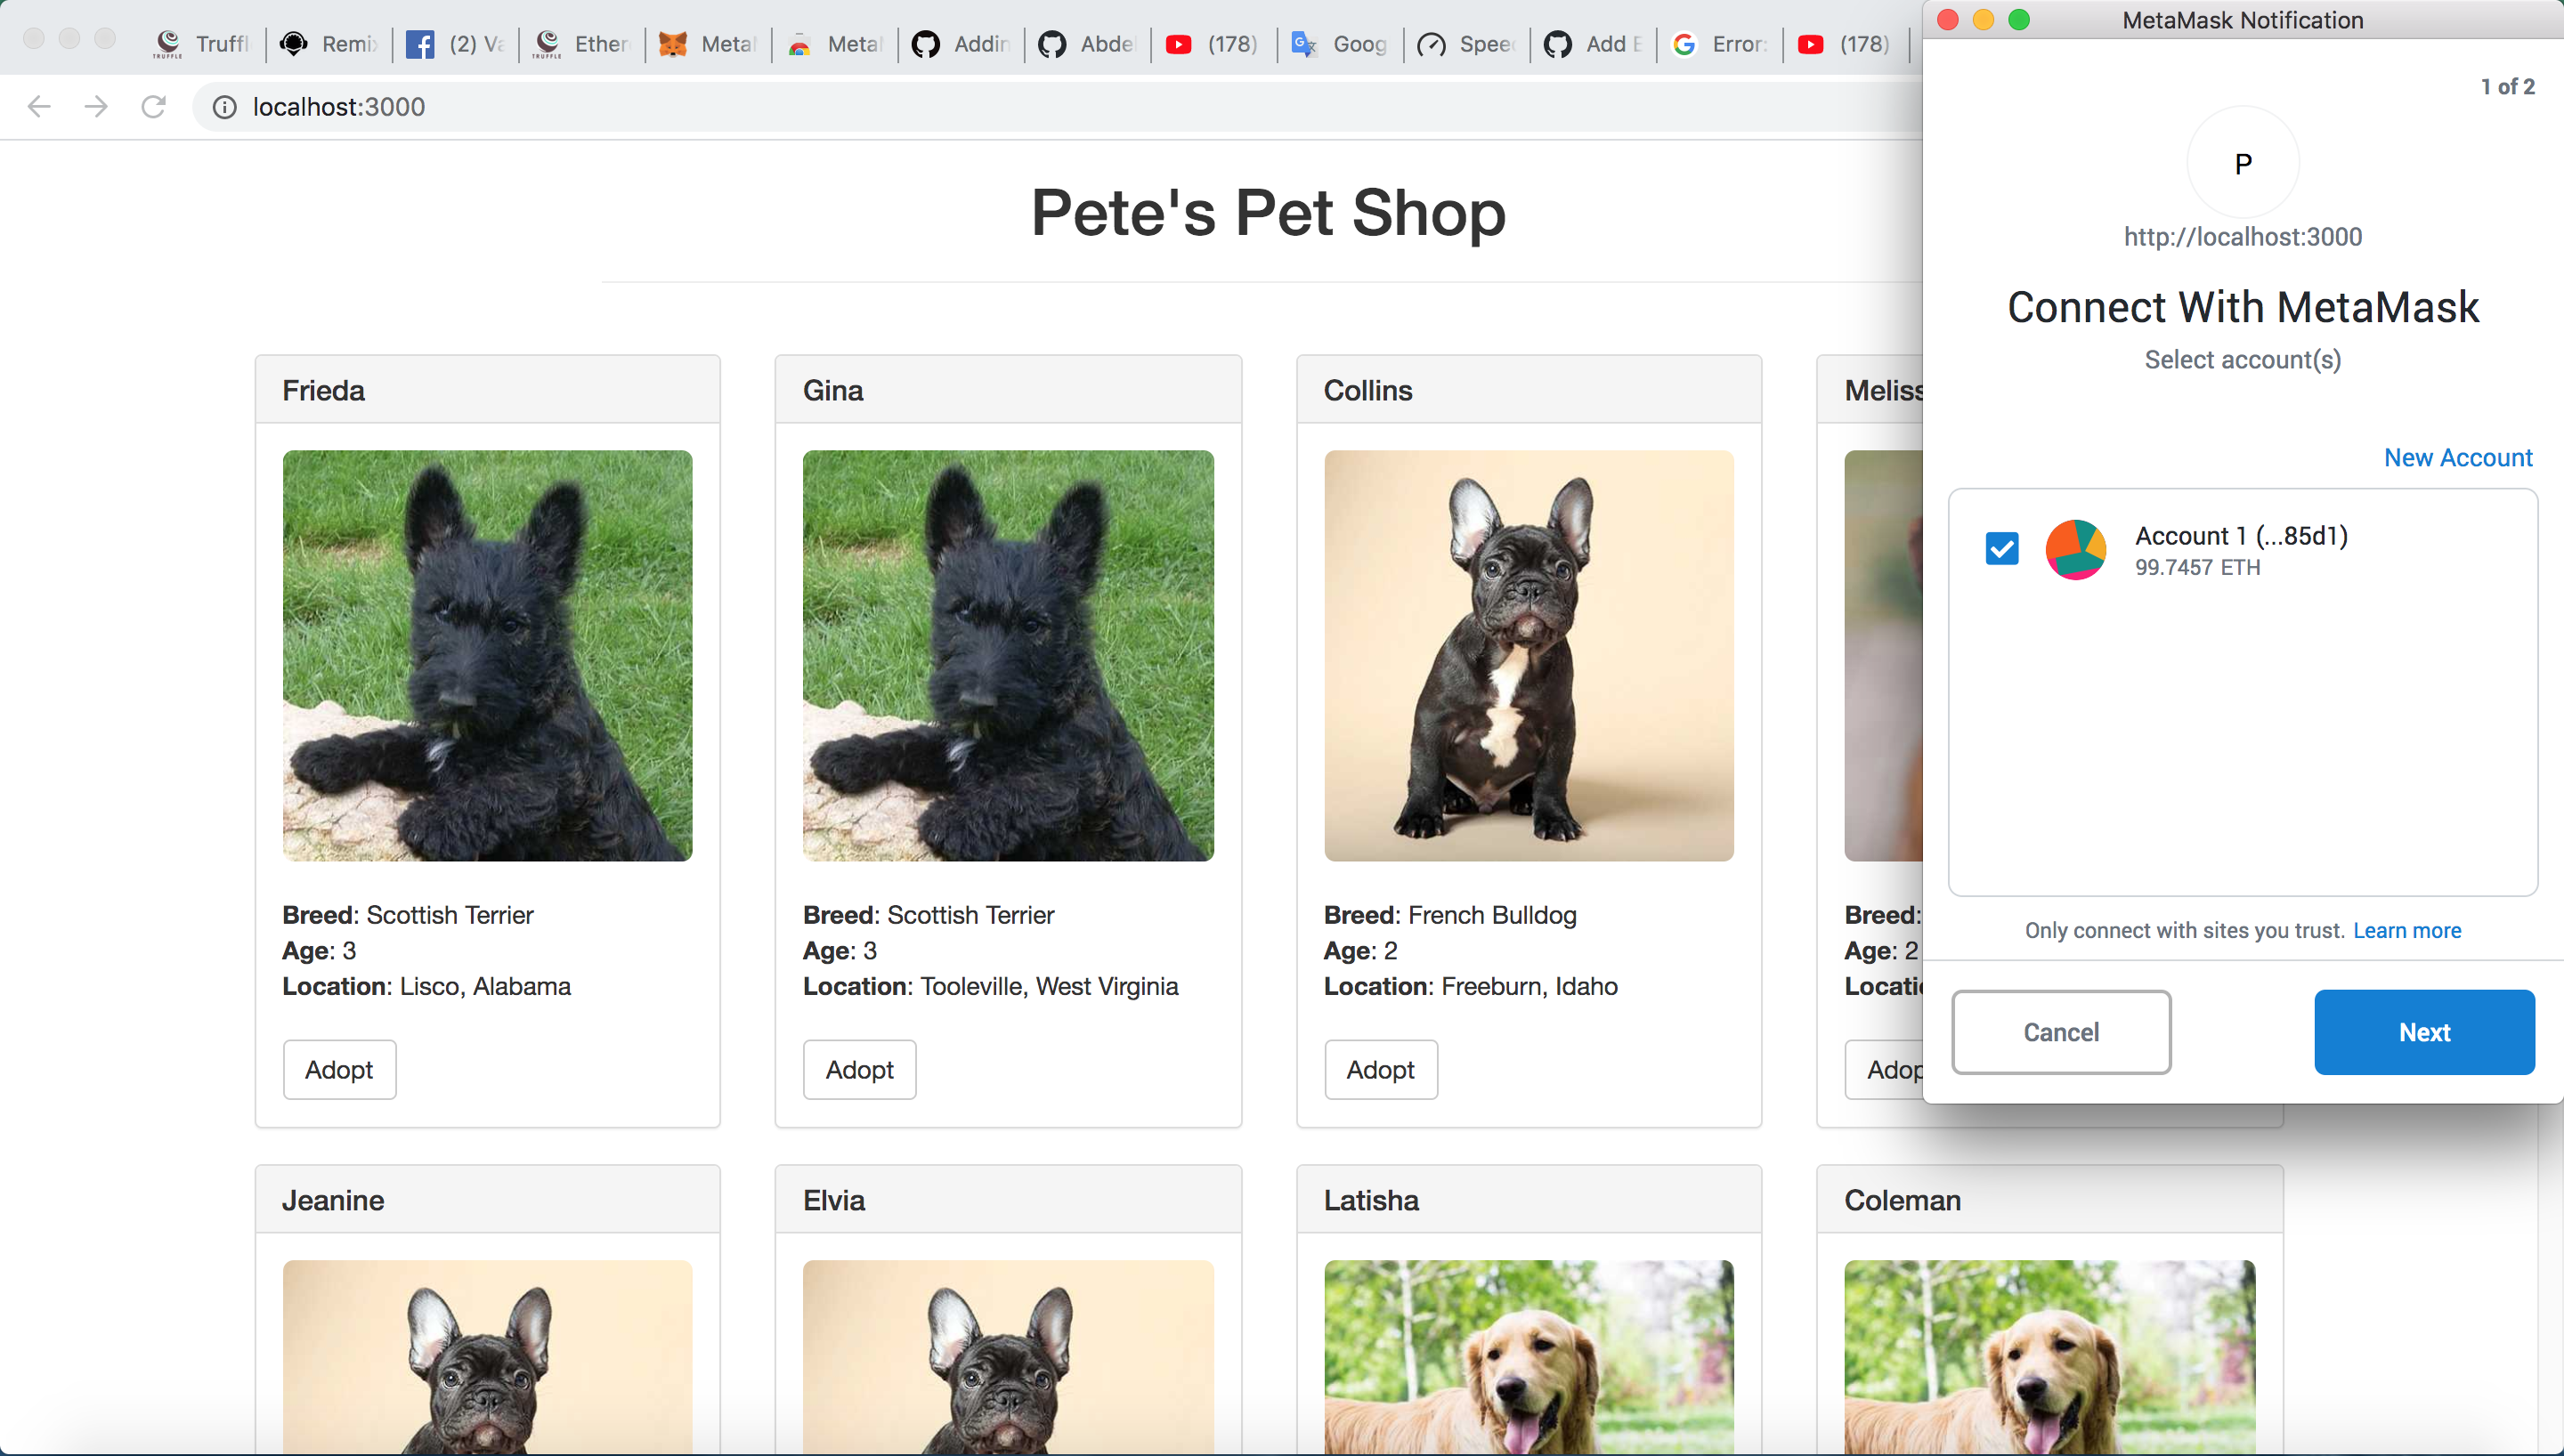 Truffl
Remix
(2) Va
Ether
Meta
Meta
Addin
Abde
(178)
Goog
Speed
Add E
Error:
(178)
localhost:3000
Pete's Pet Shop
Frieda
Gina
Collins
Meliss
Breed: Scottish Terrier
Age: 3
Location: Lisco, Alabama
Adopt
Breed: Scottish Terrier
Age: 3
Location: Tooleville, West Virginia
Adopt
Breed: French Bulldog
Age: 2
Location: Freeburn, Idaho
Adopt
Breed:
Age: 2
Locati
Adop
Jeanine
Elvia
Latisha
Coleman
MetaMask Notification
1 of 2
P
http://localhost:3000
Connect With MetaMask
Select account(s)
New Account
Account 1 (...85d1)
99.7457 ETH
Only connect with sites you trust. Learn more
Cancel
Next